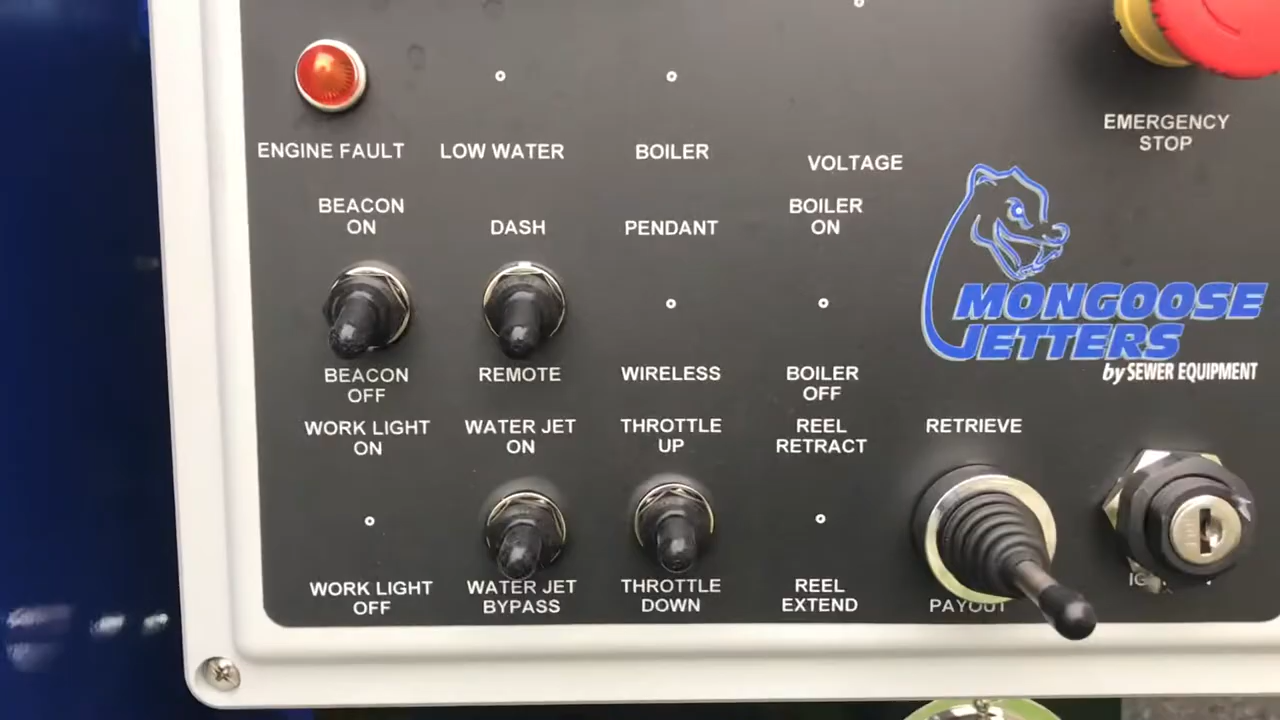 EMERGENCY
STOP
ENGINE FAULT
LOW WATER
BOILER
VOLTAGE
BEACON
ON
DASH
PENDANT
BOILER
ON
MONGOOSE
JETTERS
by SEWER EQUIPMENT
BEACON
OFF
REMOTE
WIRELESS
BOILER
OFF
WORK LIGHT
ON
WATER JET
ON
THROTTLE
UP
REEL
RETRACT
RETRIEVE
WORK LIGHT
OFF
WATER JET
BYPASS
THROTTLE
DOWN
REEL
EXTEND
PAYOUT